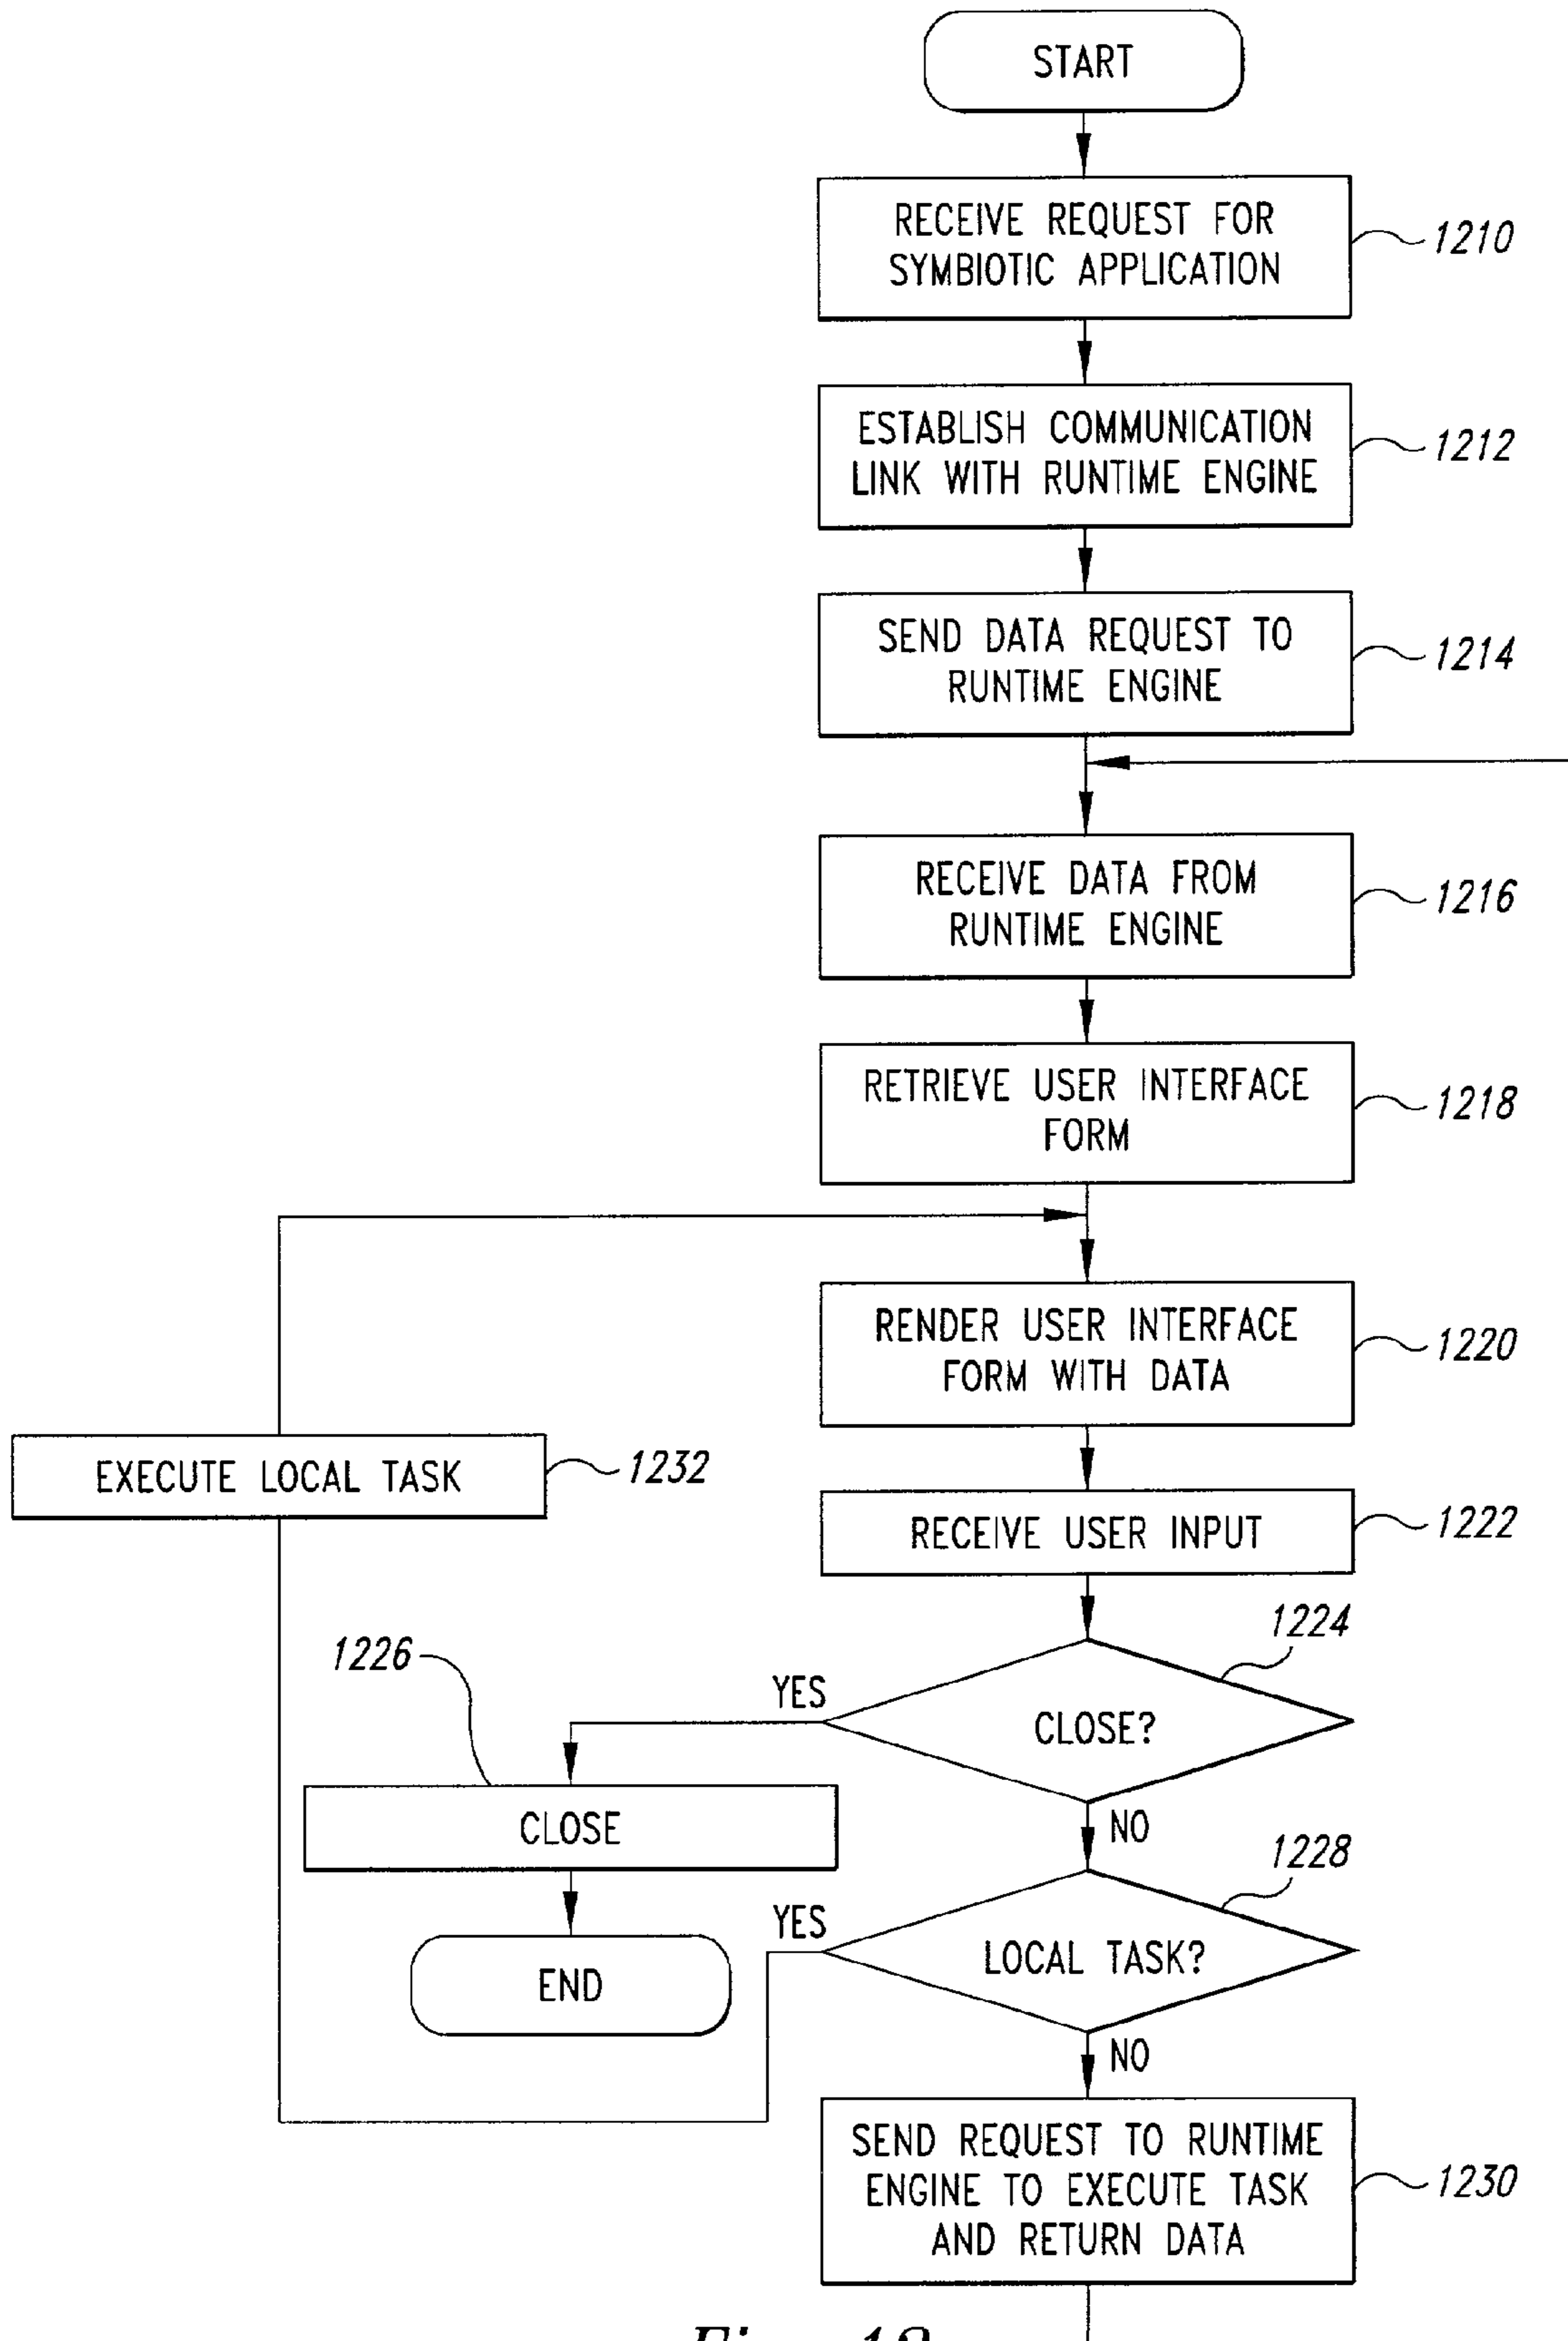 START
RECEIVE REQUEST FOR
SYMBIOTIC APPLICATION
1210
ESTABLISH COMMUNICATION
LINK WITH RUNTIME ENGINE
1212
SEND DATA REQUEST TO
RUNTIME ENGINE
1214
RECEIVE DATA FROM
RUNTIME ENGINE
1216
RETRIEVE USER INTERFACE
FORM
1218
RENDER USER INTERFACE
FORM WITH DATA
1220
EXECUTE LOCAL TASK
1232
RECEIVE USER INPUT
1222
1224
1226
YES
CLOSE?
CLOSE
NO
1228
YES
LOCAL TASK?
END
NO
SEND REQUEST TO RUNTIME
ENGINE TO EXECUTE TASK
AND RETURN DATA
1230